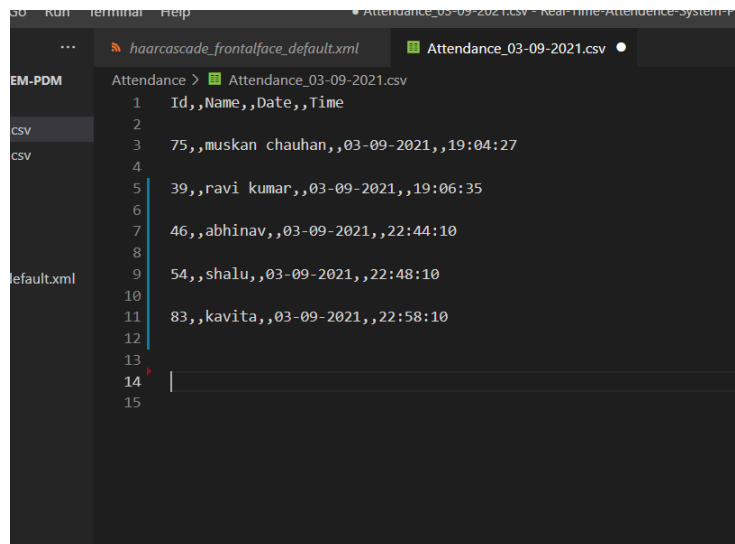 Go Run Terminal Help Attendance_03-09-2021.csv - Real-Time-Attendence-System-P
... haarcascade_frontalface_default.xml Attendance_03-09-2021.csv
EM-PDM Attendance > Attendance_03-09-2021.csv
1 Id,,Name,,Date,,Time
.csv 2
3 75,,muskan chauhan,,03-09-2021,,19:04:27
csv 4
5 39,,ravi kumar,,03-09-2021,,19:06:35
6
7 46,,abhinav,,03-09-2021,,22:44:10
8
default.xml 9 54,,shalu,,03-09-2021,,22:48:10
10
11 83,,kavita,,03-09-2021,,22:58:10
12
13
14
15